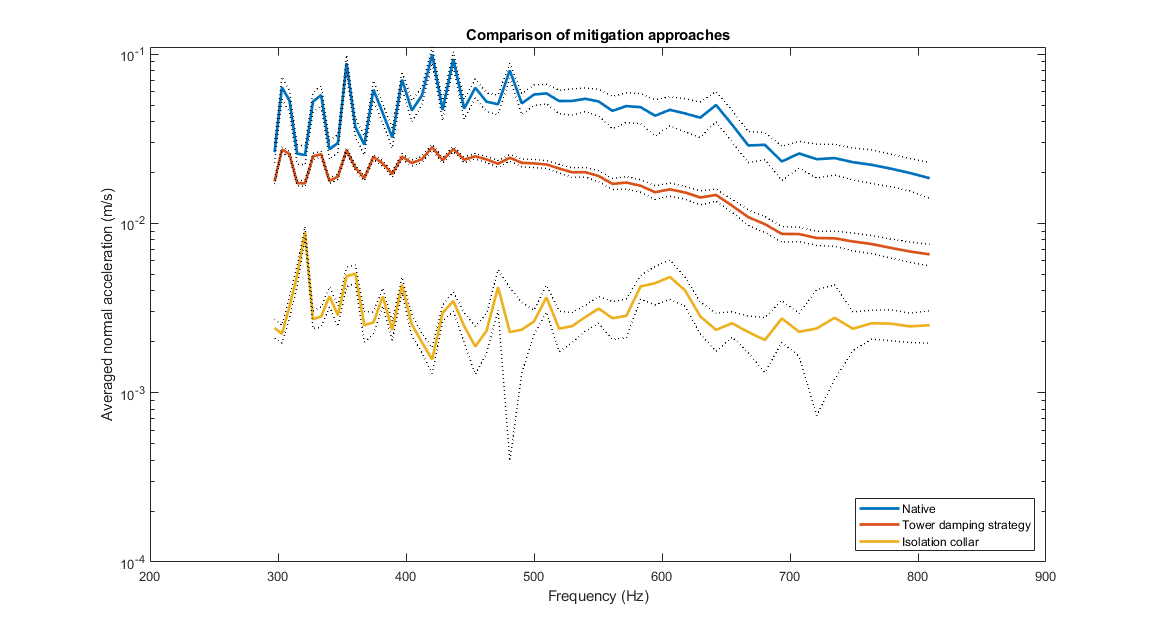 Comparison of mitigation approaches
Averaged normal acceleration (m/s)
10^-1
10^-2
10^-3
10^-4
200 300 400 500 600 700 800 900
Frequency (Hz)
Native
Tower damping strategy
Isolation collar